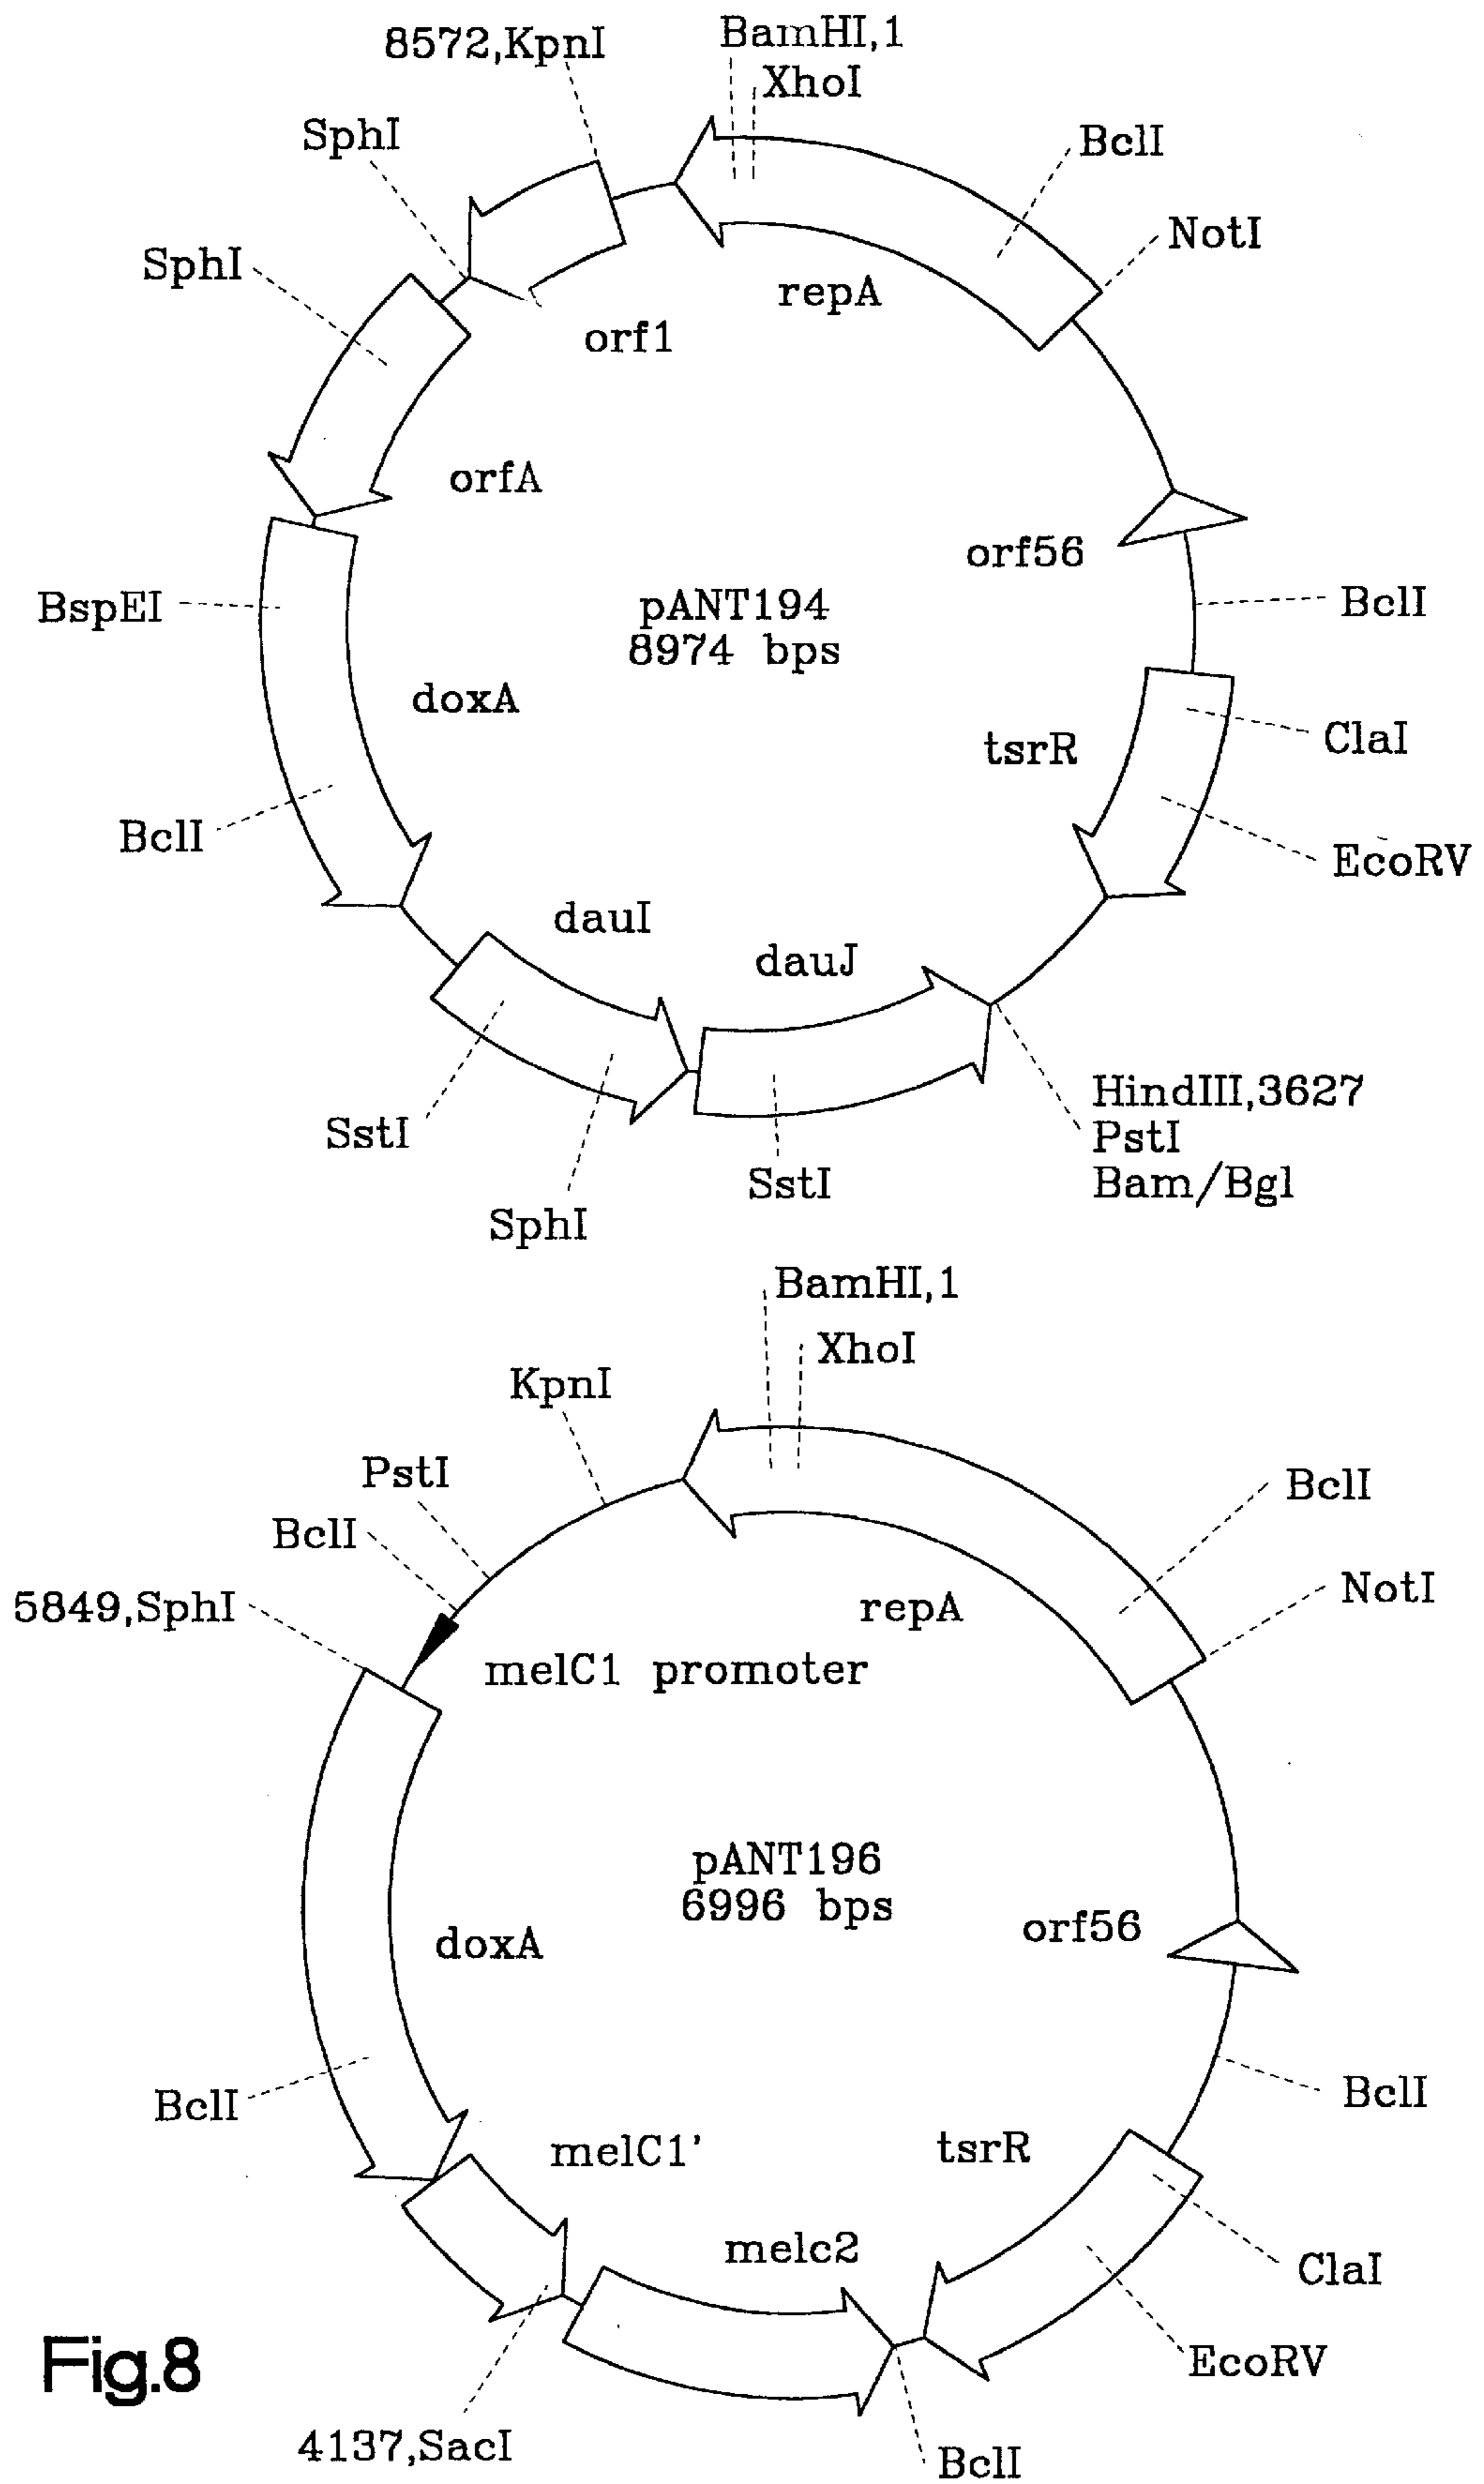 8572,KpnI
BamHI,1
XhoI
SphI
BclI
NotI
SphI
repA
orf1
orfA
orf56
BspEI
pANT194
8974 bps
BclI
doxA
tsrR
ClaI
BclI
EcoRV
dauI
dauJ
HindIII,3627
PstI
Bam/Bgl
SstI
SstI
SphI
BamHI,1
XhoI
KpnI
PstI
BclI
BclI
5849,SphI
NotI
repA
melC1 promoter
pANT196
6996 bps
orf56
doxA
BclI
BclI
melC1'
tsrR
melc2
ClaI
EcoRV
Fig.8
4137,SacI
BclI